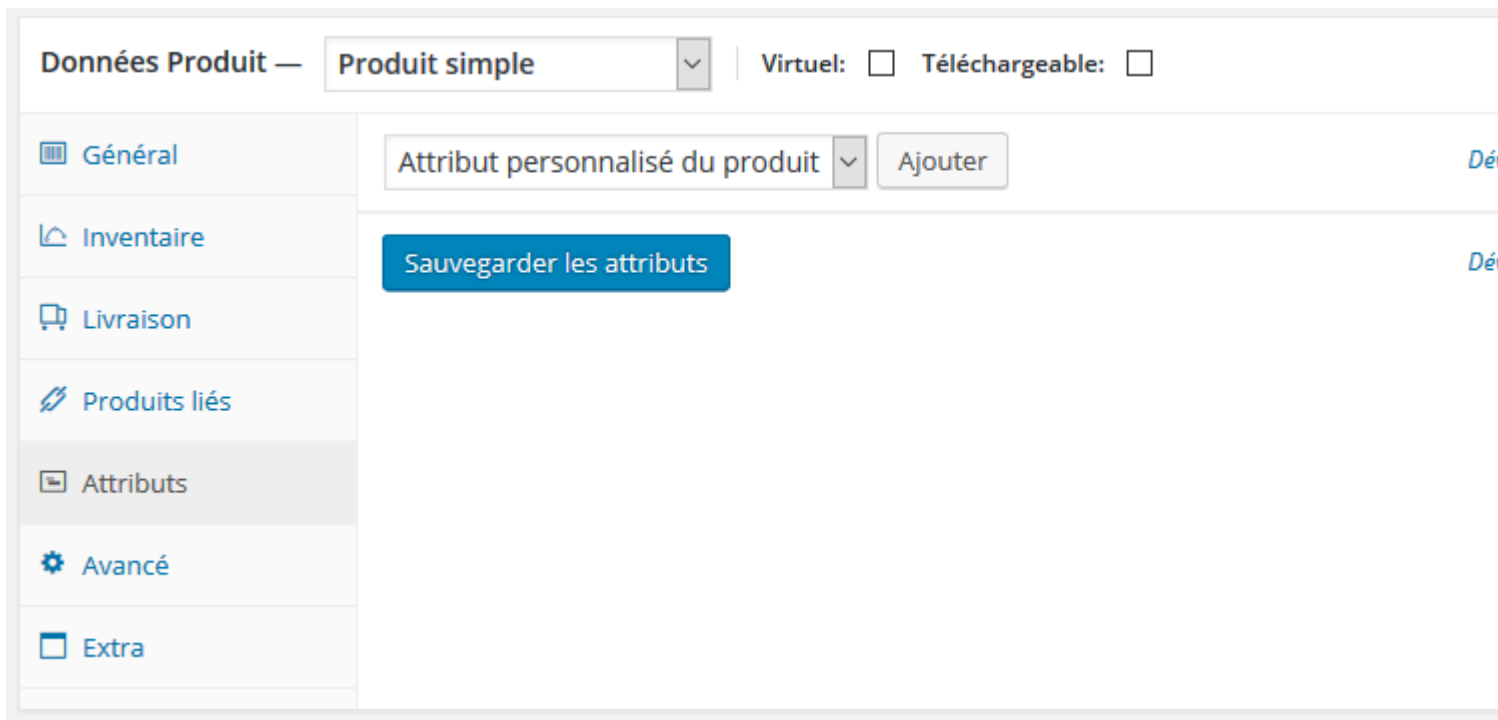 Données Produit — Produit simple Virtuel: Téléchargeable:
Général
Attribut personnalisé du produit Ajouter
Inventaire
Sauvegarder les attributs
Livraison
Produits liés
Attributs
Avancé
Extra